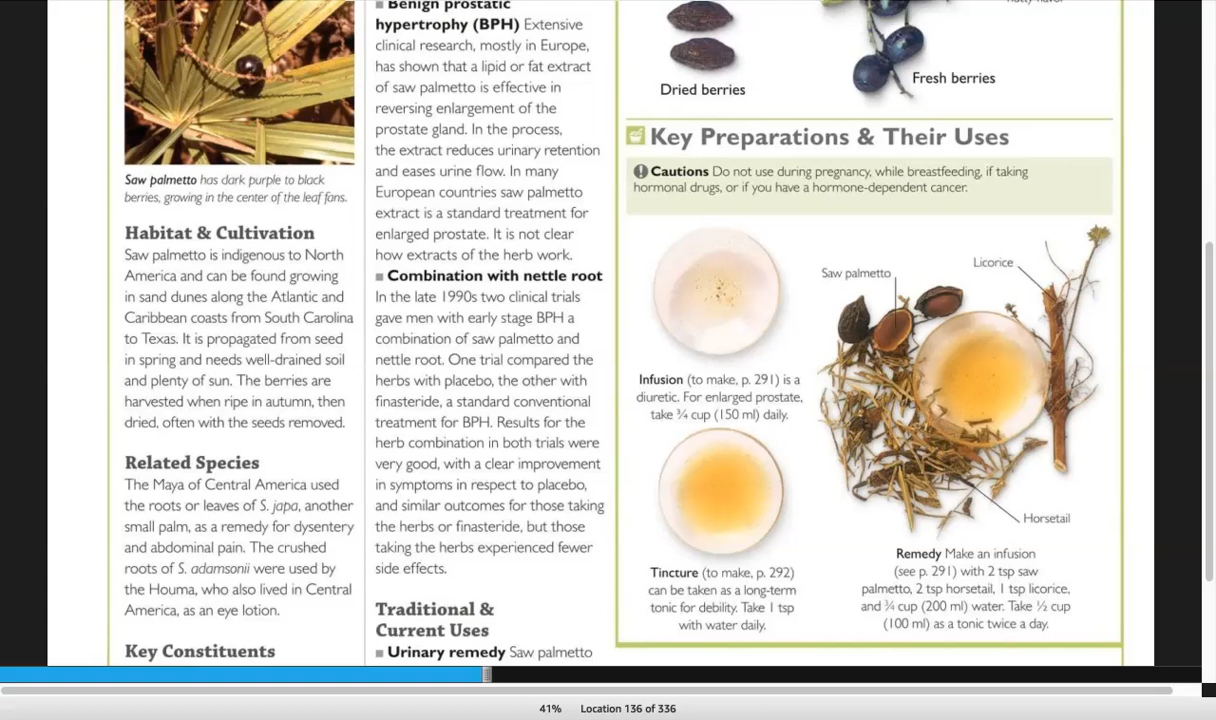 Saw palmetto has dark purple to black
berries, growing in the center of the leaf fans.
Habitat & Cultivation
Saw palmetto is indigenous to North
America and can be found growing
in sand dunes along the Atlantic and
Caribbean coasts from South Carolina
to Texas. It is propagated from seed
in spring and needs well-drained soil
and plenty of sun. The berries are
harvested when ripe in autumn, then
dried, often with the seeds removed.
Related Species
The Maya of Central America used
the roots or leaves of S. japa, another
small palm, as a remedy for dysentery
and abdominal pain. The crushed
roots of S. adamsonii were used by
the Houma, who also lived in Central
America, as an eye lotion.
Key Constituents
■ Benign prostatic
hypertrophy (BPH) Extensive
clinical research, mostly in Europe,
has shown that a lipid or fat extract
of saw palmetto is effective in
reversing enlargement of the
prostate gland. In the process,
the extract reduces urinary retention
and eases urine flow. In many
European countries saw palmetto
extract is a standard treatment for
enlarged prostate. It is not clear
how extracts of the herb work.
■ Combination with nettle root
In the late 1990s two clinical trials
gave men with early stage BPH a
combination of saw palmetto and
nettle root. One trial compared the
herbs with placebo, the other with
finasteride, a standard conventional
treatment for BPH. Results for the
herb combination in both trials were
very good, with a clear improvement
in symptoms in respect to placebo,
and similar outcomes for those taking
the herbs or finasteride, but those
taking the herbs experienced fewer
side effects.
Traditional &
Current Uses
■ Urinary remedy Saw palmetto
Dried berries
Fresh berries
Key Preparations & Their Uses
Cautions Do not use during pregnancy, while breastfeeding, if taking
hormonal drugs, or if you have a hormone-dependent cancer.
Saw palmetto
Licorice
Horsetail
Infusion (to make, p. 291) is a
diuretic. For enlarged prostate,
take ¾ cup (150 ml) daily.
Tincture (to make, p. 292)
can be taken as a long-term
tonic for debility. Take 1 tsp
with water daily.
Remedy Make an infusion
(see p. 291) with 2 tsp saw
palmetto, 2 tsp horsetail, 1 tsp licorice,
and ¾ cup (200 ml) water. Take ½ cup
(100 ml) as a tonic twice a day.
41% Location 136 of 336